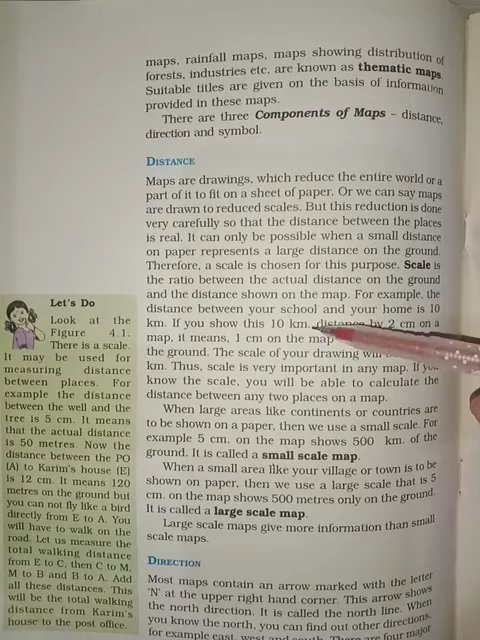 maps, rainfall maps, maps showing distribution of
forests, industries etc. are known as thematic maps.
Suitable titles are given on the basis of information
provided in these maps.
There are three Components of Maps – distance,
direction and symbol.
DISTANCE
Maps are drawings, which reduce the entire world or a
part of it to fit on a sheet of paper. Or we can say maps
are drawn to reduced scales. But this reduction is done
very carefully so that the distance between the places
is real. It can only be possible when a small distance
on paper represents a large distance on the ground.
Therefore, a scale is chosen for this purpose. Scale is
the ratio between the actual distance on the ground
and the distance shown on the map. For example, the
distance between your school and your home is 10
km. If you show this 10 km. distance by 2 cm on a
map, it means, 1 cm on the map
the ground. The scale of your drawing will
km. Thus, scale is very important in any map. If you
know the scale, you will be able to calculate the
distance between any two places on a map.
When large areas like continents or countries are
to be shown on a paper, then we use a small scale. For
example 5 cm. on the map shows 500 km. of the
ground. It is called a small scale map.
When a small area like your village or town is to be
shown on paper, then we use a large scale that is 5
cm. on the map shows 500 metres only on the ground.
It is called a large scale map.
Large scale maps give more information than small
scale maps.
DIRECTION
Most maps contain an arrow marked with the letter
'N' at the upper right hand corner. This arrow shows
the north direction. It is called the north line. When
you know the north, you can find out other directions,
for example east, west and south. There are four major
Let's Do
Look at the
Figure 4.1.
There is a scale.
It may be used for
measuring distance
between places. For
example the distance
between the well and the
tree is 5 cm. It means
that the actual distance
is 50 metres. Now the
distance between the PO
(A) to Karim's house (E)
is 12 cm. It means 120
metres on the ground but
you can not fly like a bird
directly from E to A. You
will have to walk on the
road. Let us measure the
total walking distance
from E to C, then C to M,
M to B and B to A. Add
all these distances. This
will be the total walking
distance from Karim's
house to the post office.